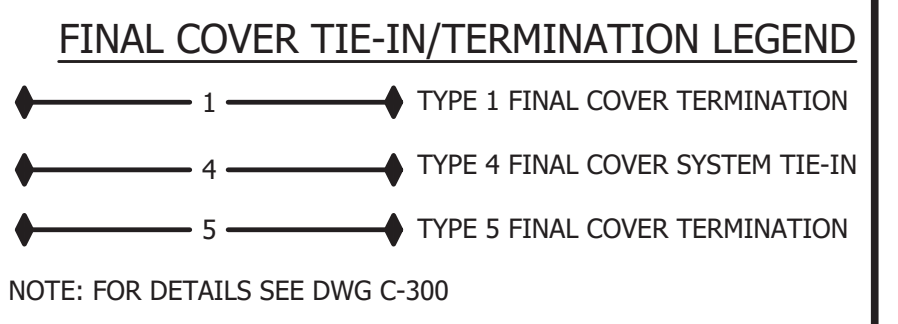 FINAL COVER TIE-IN/TERMINATION LEGEND
1 TYPE 1 FINAL COVER TERMINATION
4 TYPE 4 FINAL COVER SYSTEM TIE-IN
5 TYPE 5 FINAL COVER TERMINATION
NOTE: FOR DETAILS SEE DWG C-300